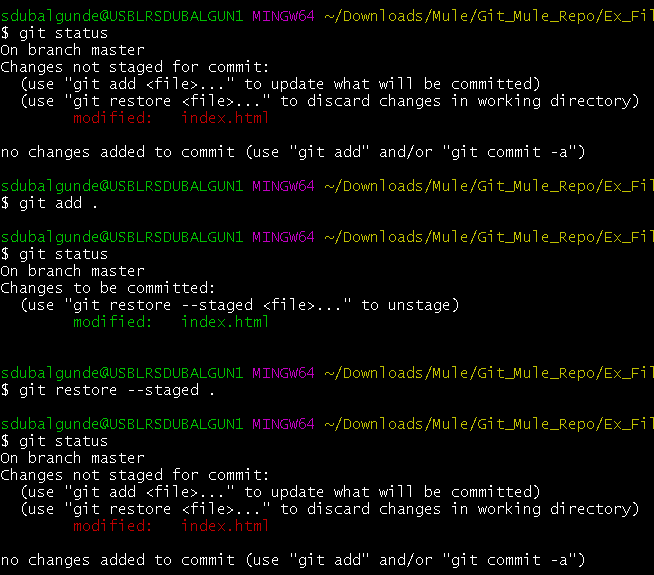 sdubalgunde@USBLRSDUBALGUN1 MINGW64 ~/Downloads/Mule/Git_Mule_Repo/Ex_Fil
$ git status
On branch master
Changes not staged for commit:
  (use "git add <file>..." to update what will be committed)
  (use "git restore <file>..." to discard changes in working directory)
        modified:   index.html

no changes added to commit (use "git add" and/or "git commit -a")

sdubalgunde@USBLRSDUBALGUN1 MINGW64 ~/Downloads/Mule/Git_Mule_Repo/Ex_Fil
$ git add .

sdubalgunde@USBLRSDUBALGUN1 MINGW64 ~/Downloads/Mule/Git_Mule_Repo/Ex_Fil
$ git status
On branch master
Changes to be committed:
  (use "git restore --staged <file>..." to unstage)
        modified:   index.html

sdubalgunde@USBLRSDUBALGUN1 MINGW64 ~/Downloads/Mule/Git_Mule_Repo/Ex_Fil
$ git restore --staged .

sdubalgunde@USBLRSDUBALGUN1 MINGW64 ~/Downloads/Mule/Git_Mule_Repo/Ex_Fil
$ git status
On branch master
Changes not staged for commit:
  (use "git add <file>..." to update what will be committed)
  (use "git restore <file>..." to discard changes in working directory)
        modified:   index.html

no changes added to commit (use "git add" and/or "git commit -a")